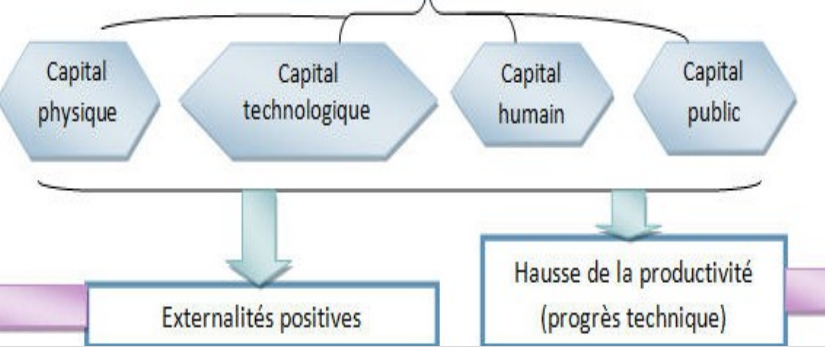 Capital
physique
Capital
technologique
Capital
humain
Capital
public
Externalités positives
Hausse de la productivité
(progrès technique)